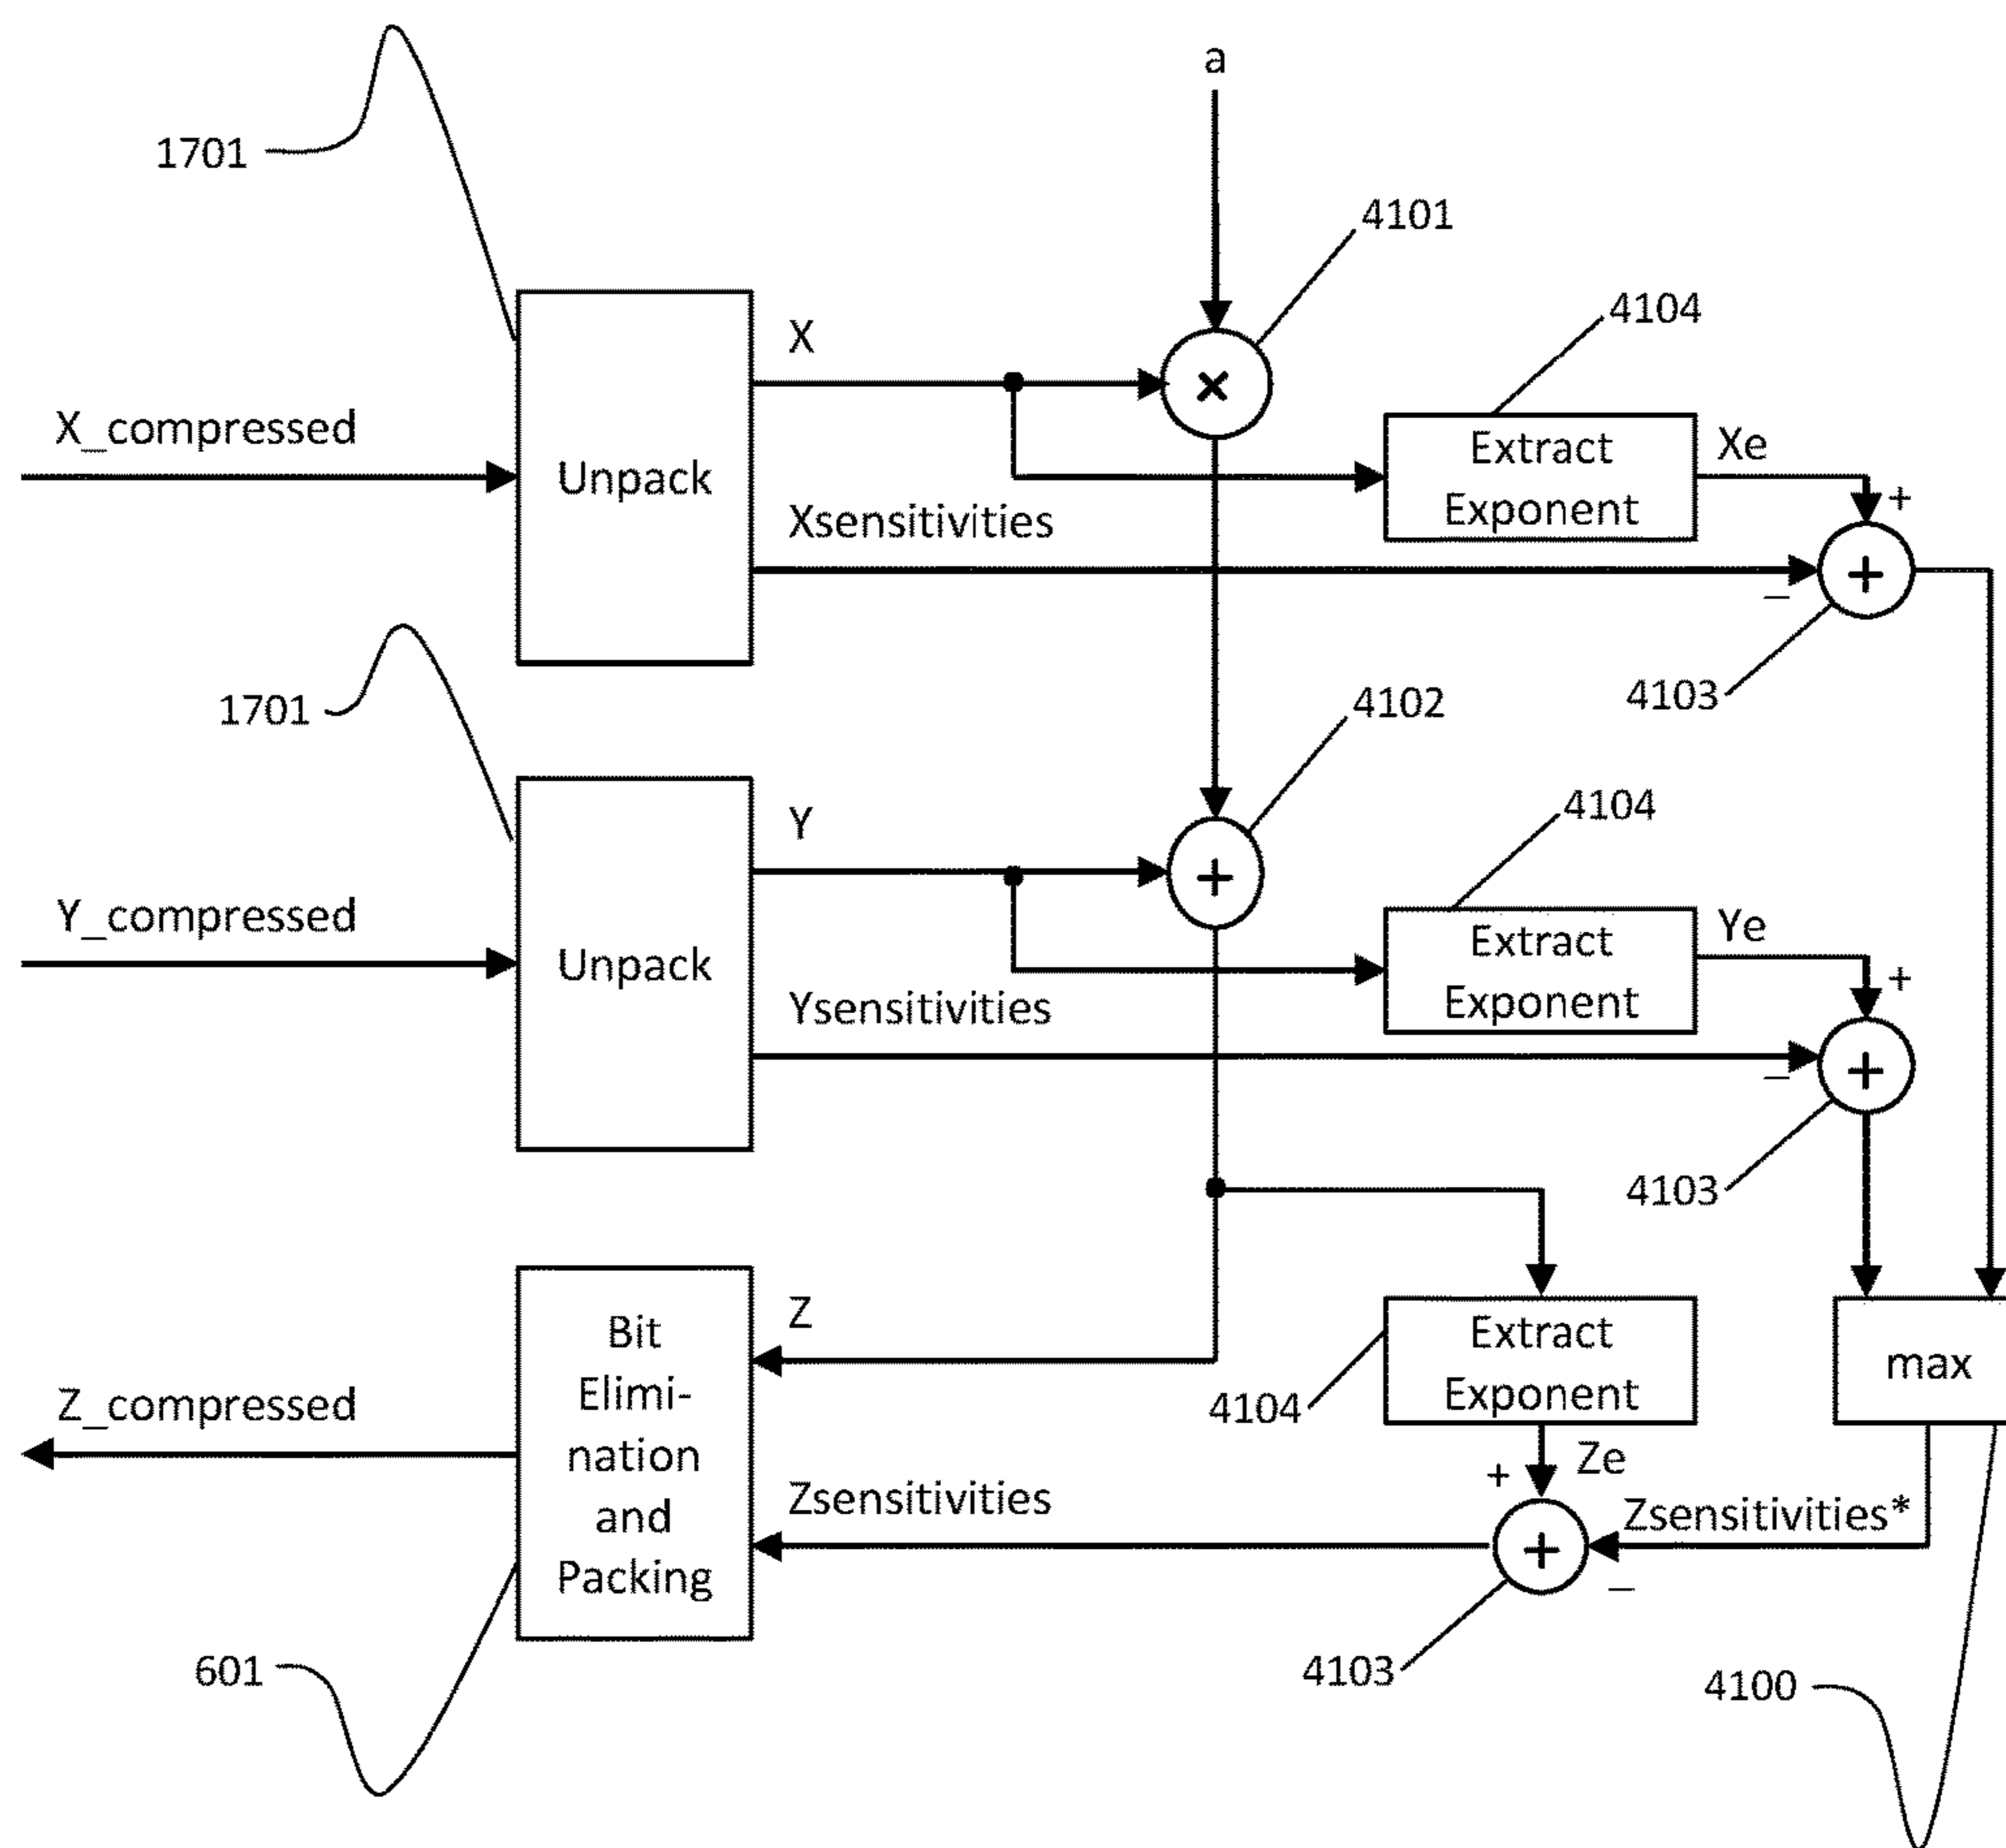 a
1701
4101
4104
X
×
Extract
Exponent
Xe
+
X_compressed
Unpack
Xsensitivities
+
–
4103
1701
4102
4104
Y
+
Extract
Exponent
Ye
+
Y_compressed
Unpack
Ysensitivities
+
–
4103
Bit
Elimi-
nation
and
Packing
Z
Extract
Exponent
max
4104
Z_compressed
Ze
+
Zsensitivities
Zsensitivities*
+
–
601
4103
4100